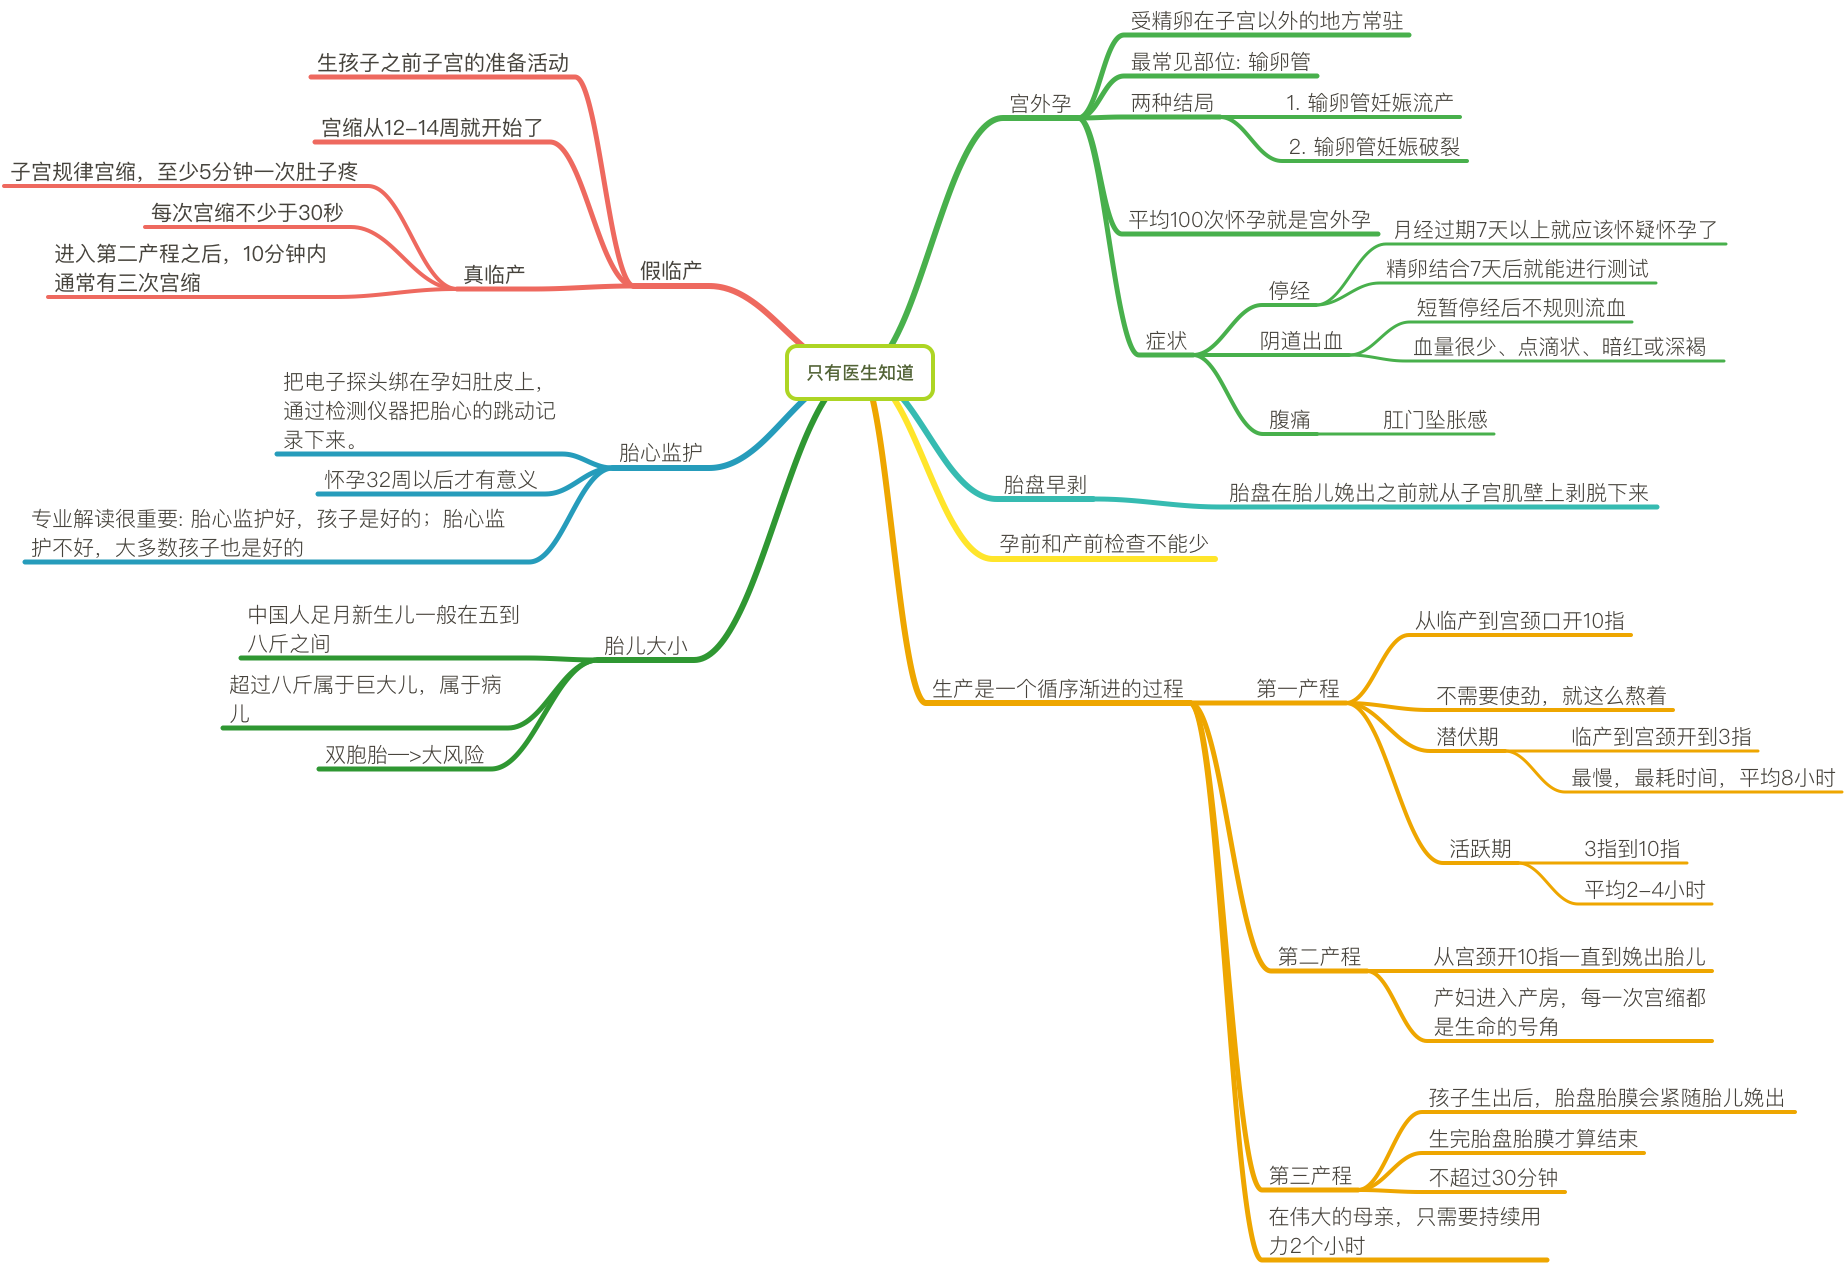 只有医生知道
宫外孕
受精卵在子宫以外的地方常驻
最常见部位: 输卵管
两种结局
1. 输卵管妊娠流产
2. 输卵管妊娠破裂
平均100次怀孕就是宫外孕
症状
停经
月经过期7天以上就应该怀疑怀孕了
精卵结合7天后就能进行测试
阴道出血
短暂停经后不规则流血
血量很少、点滴状、暗红或深褐
腹痛
肛门坠胀感
胎盘早剥
胎盘在胎儿娩出之前就从子宫肌壁上剥脱下来
孕前和产前检查不能少
生产是一个循序渐进的过程
第一产程
从临产到宫颈口开10指
不需要使劲，就这么熬着
潜伏期
临产到宫颈开到3指
最慢，最耗时间，平均8小时
活跃期
3指到10指
平均2–4小时
第二产程
从宫颈开10指一直到娩出胎儿
产妇进入产房，每一次宫缩都
是生命的号角
第三产程
孩子生出后，胎盘胎膜会紧随胎儿娩出
生完胎盘胎膜才算结束
不超过30分钟
在伟大的母亲，只需要持续用
力2个小时
假临产
生孩子之前子宫的准备活动
宫缩从12–14周就开始了
真临产
子宫规律宫缩，至少5分钟一次肚子疼
每次宫缩不少于30秒
进入第二产程之后，10分钟内
通常有三次宫缩
胎心监护
把电子探头绑在孕妇肚皮上，
通过检测仪器把胎心的跳动记
录下来。
怀孕32周以后才有意义
专业解读很重要: 胎心监护好，孩子是好的；胎心监
护不好，大多数孩子也是好的
胎儿大小
中国人足月新生儿一般在五到
八斤之间
超过八斤属于巨大儿，属于病
儿
双胞胎—>大风险